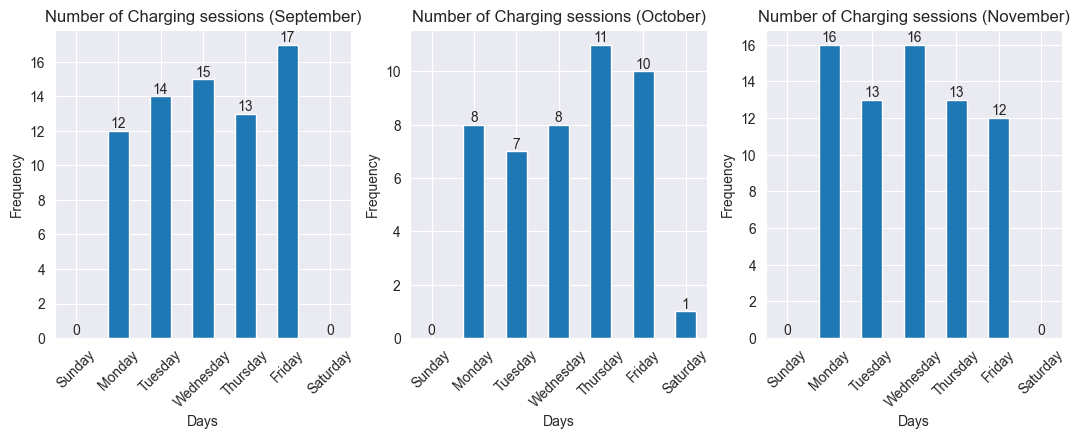 Number of Charging sessions (September)
17
16
15
14
14
13
12
12
10
8
6
4
2
0
0
0
Frequency
Sunday
Monday
Tuesday
Wednesday
Thursday
Friday
Saturday
Days
Number of Charging sessions (October)
11
10
10
8
8
8
7
6
4
2
1
0
0
Frequency
Sunday
Monday
Tuesday
Wednesday
Thursday
Friday
Saturday
Days
Number of Charging sessions (November)
16
16
16
14
13
13
12
12
10
8
6
4
2
0
0
0
Frequency
Sunday
Monday
Tuesday
Wednesday
Thursday
Friday
Saturday
Days